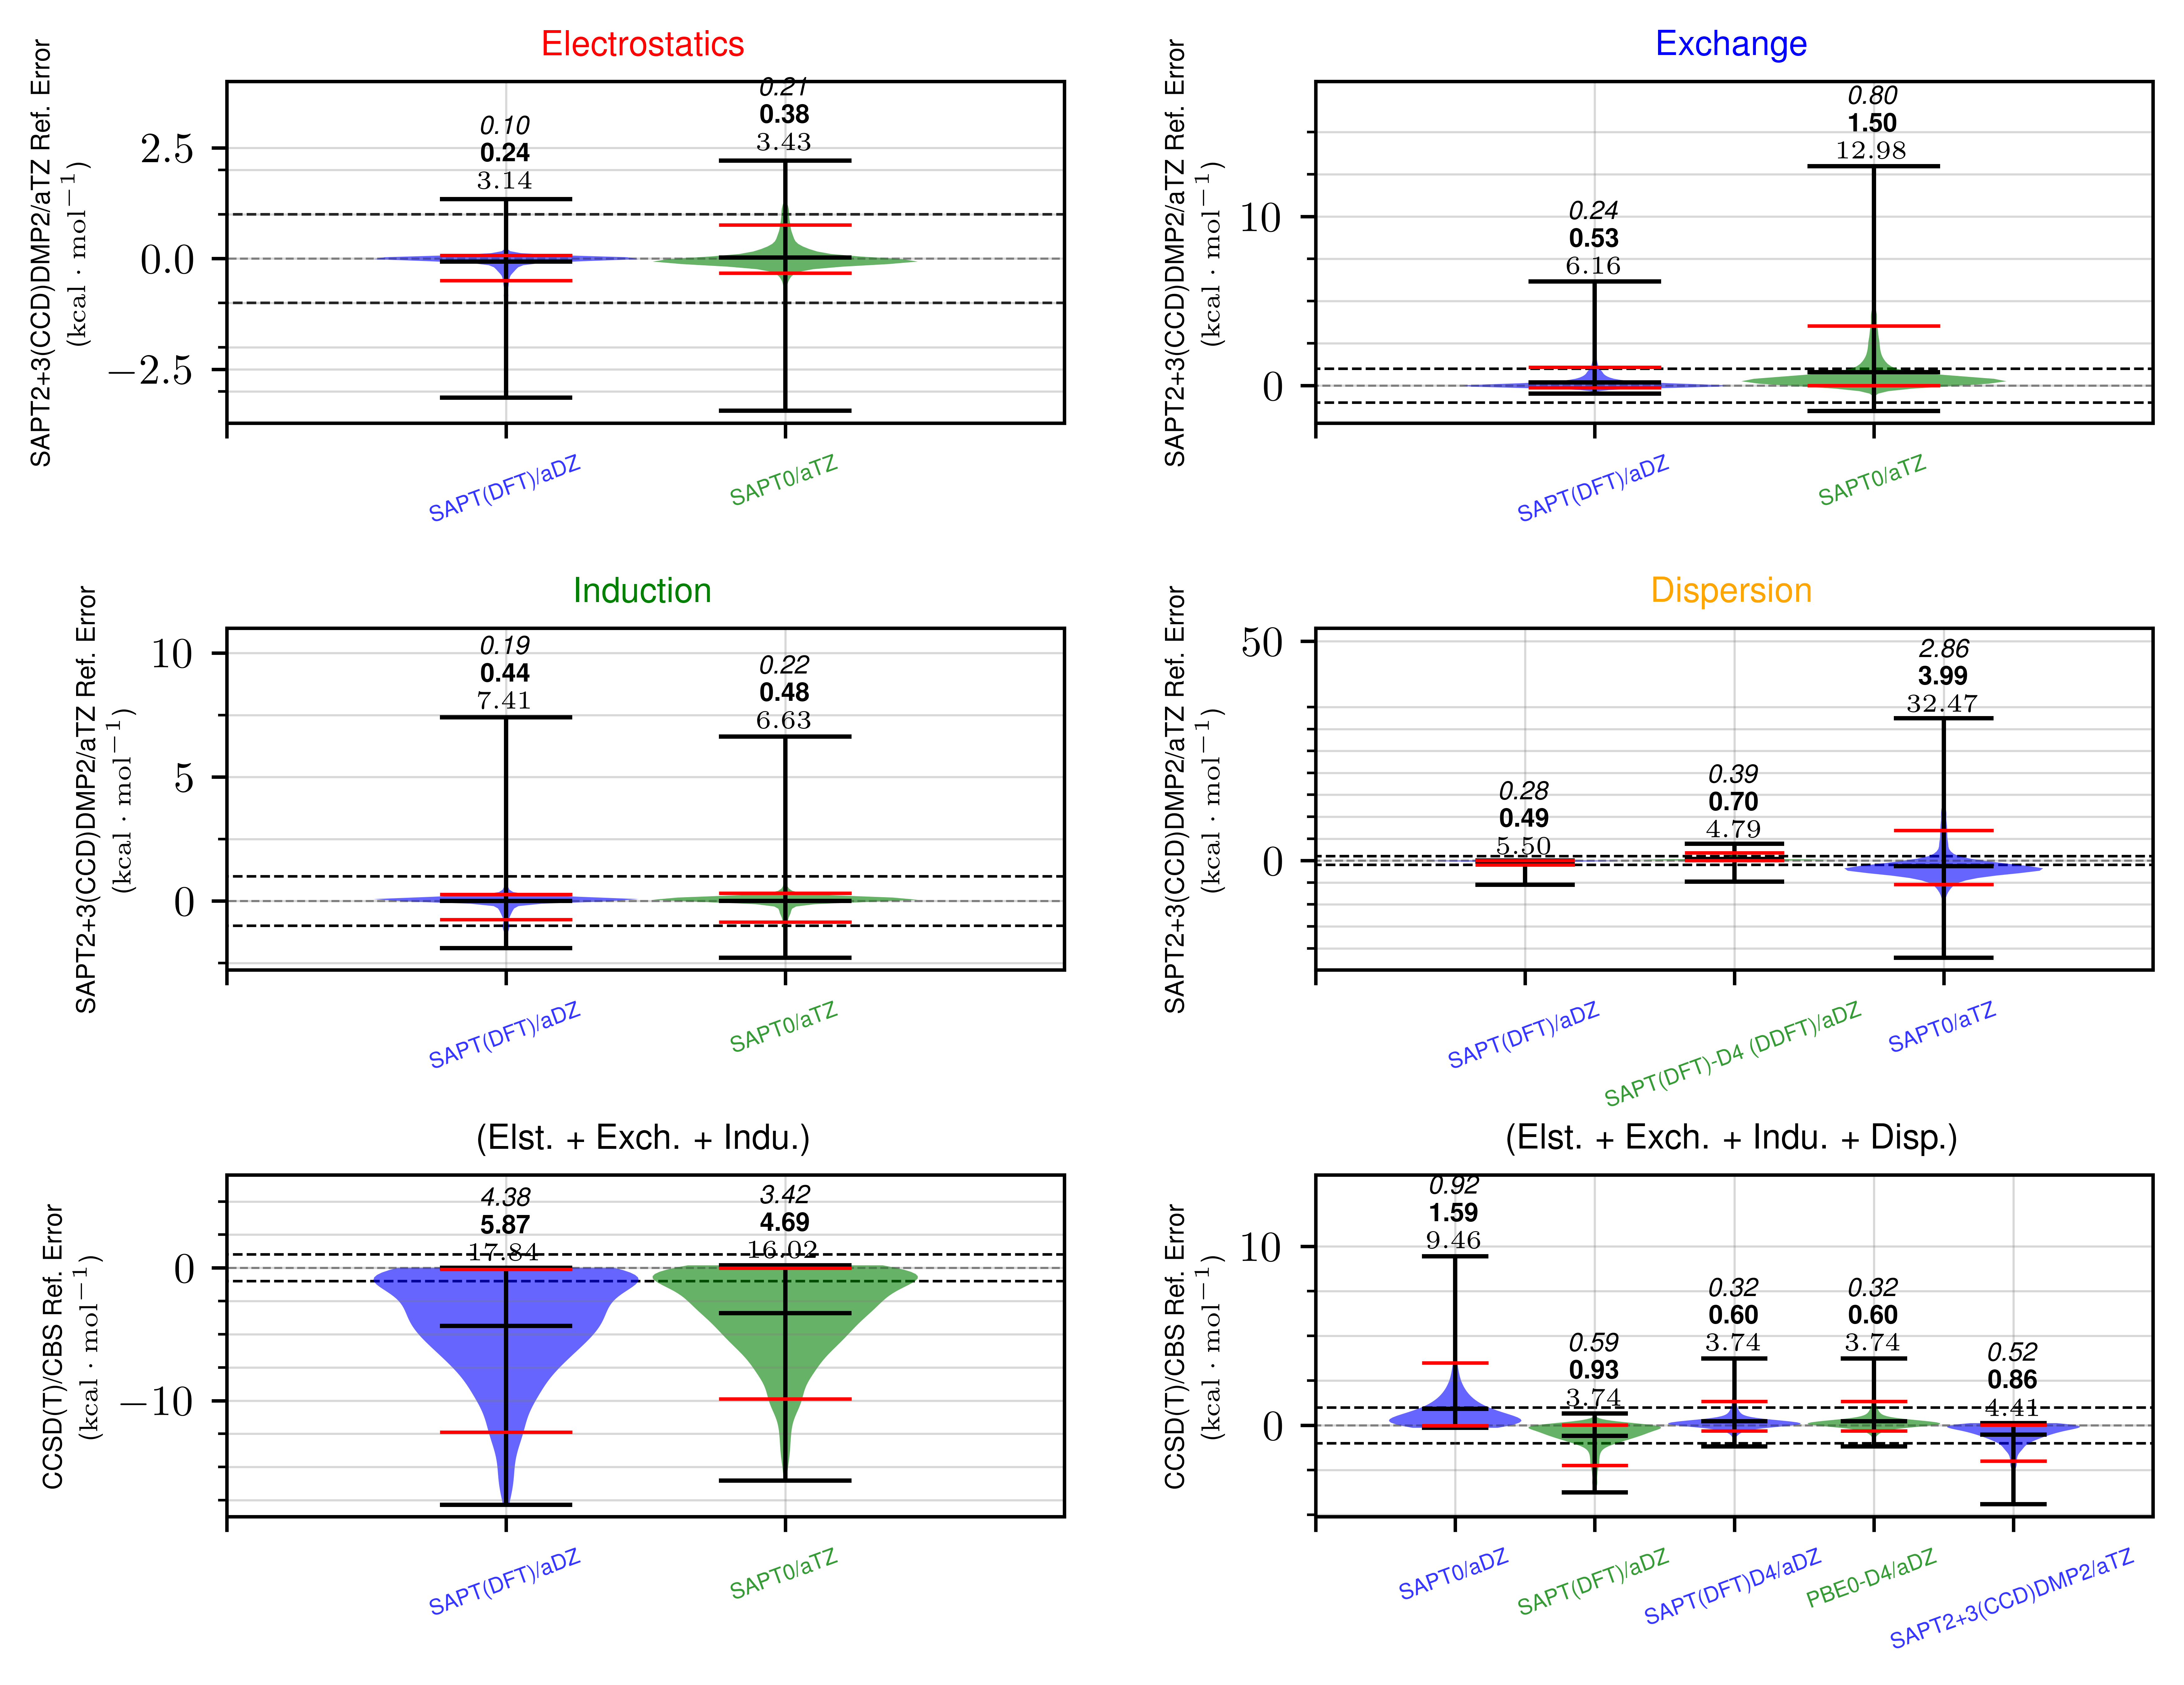 Electrostatics
SAPT2+3(CCD)DMP2/aTZ Ref. Error
(kcal · mol⁻¹)
2.5
0.0
−2.5
0.10
0.24
3.14
0.21
0.38
3.43
SAPT(DFT)/aDZ
SAPT0/aTZ
Exchange
SAPT2+3(CCD)DMP2/aTZ Ref. Error
(kcal · mol⁻¹)
10
0
0.24
0.53
6.16
0.80
1.50
12.98
SAPT(DFT)/aDZ
SAPT0/aTZ
Induction
SAPT2+3(CCD)DMP2/aTZ Ref. Error
(kcal · mol⁻¹)
10
5
0
0.19
0.44
7.41
0.22
0.48
6.63
SAPT(DFT)/aDZ
SAPT0/aTZ
Dispersion
SAPT2+3(CCD)DMP2/aTZ Ref. Error
(kcal · mol⁻¹)
50
0
0.28
0.49
5.50
0.39
0.70
4.79
2.86
3.99
32.47
SAPT(DFT)/aDZ
SAPT(DFT)-D4 (DDFT)/aDZ
SAPT0/aTZ
(Elst. + Exch. + Indu.)
CCSD(T)/CBS Ref. Error
(kcal · mol⁻¹)
0
−10
4.38
5.87
17.84
3.42
4.69
16.02
SAPT(DFT)/aDZ
SAPT0/aTZ
(Elst. + Exch. + Indu. + Disp.)
CCSD(T)/CBS Ref. Error
(kcal · mol⁻¹)
10
0
0.92
1.59
9.46
0.59
0.93
3.74
0.32
0.60
3.74
0.32
0.60
3.74
0.52
0.86
4.41
SAPT0/aDZ
SAPT(DFT)/aDZ
SAPT(DFT)D4/aDZ
PBE0-D4/aDZ
SAPT2+3(CCD)DMP2/aTZ